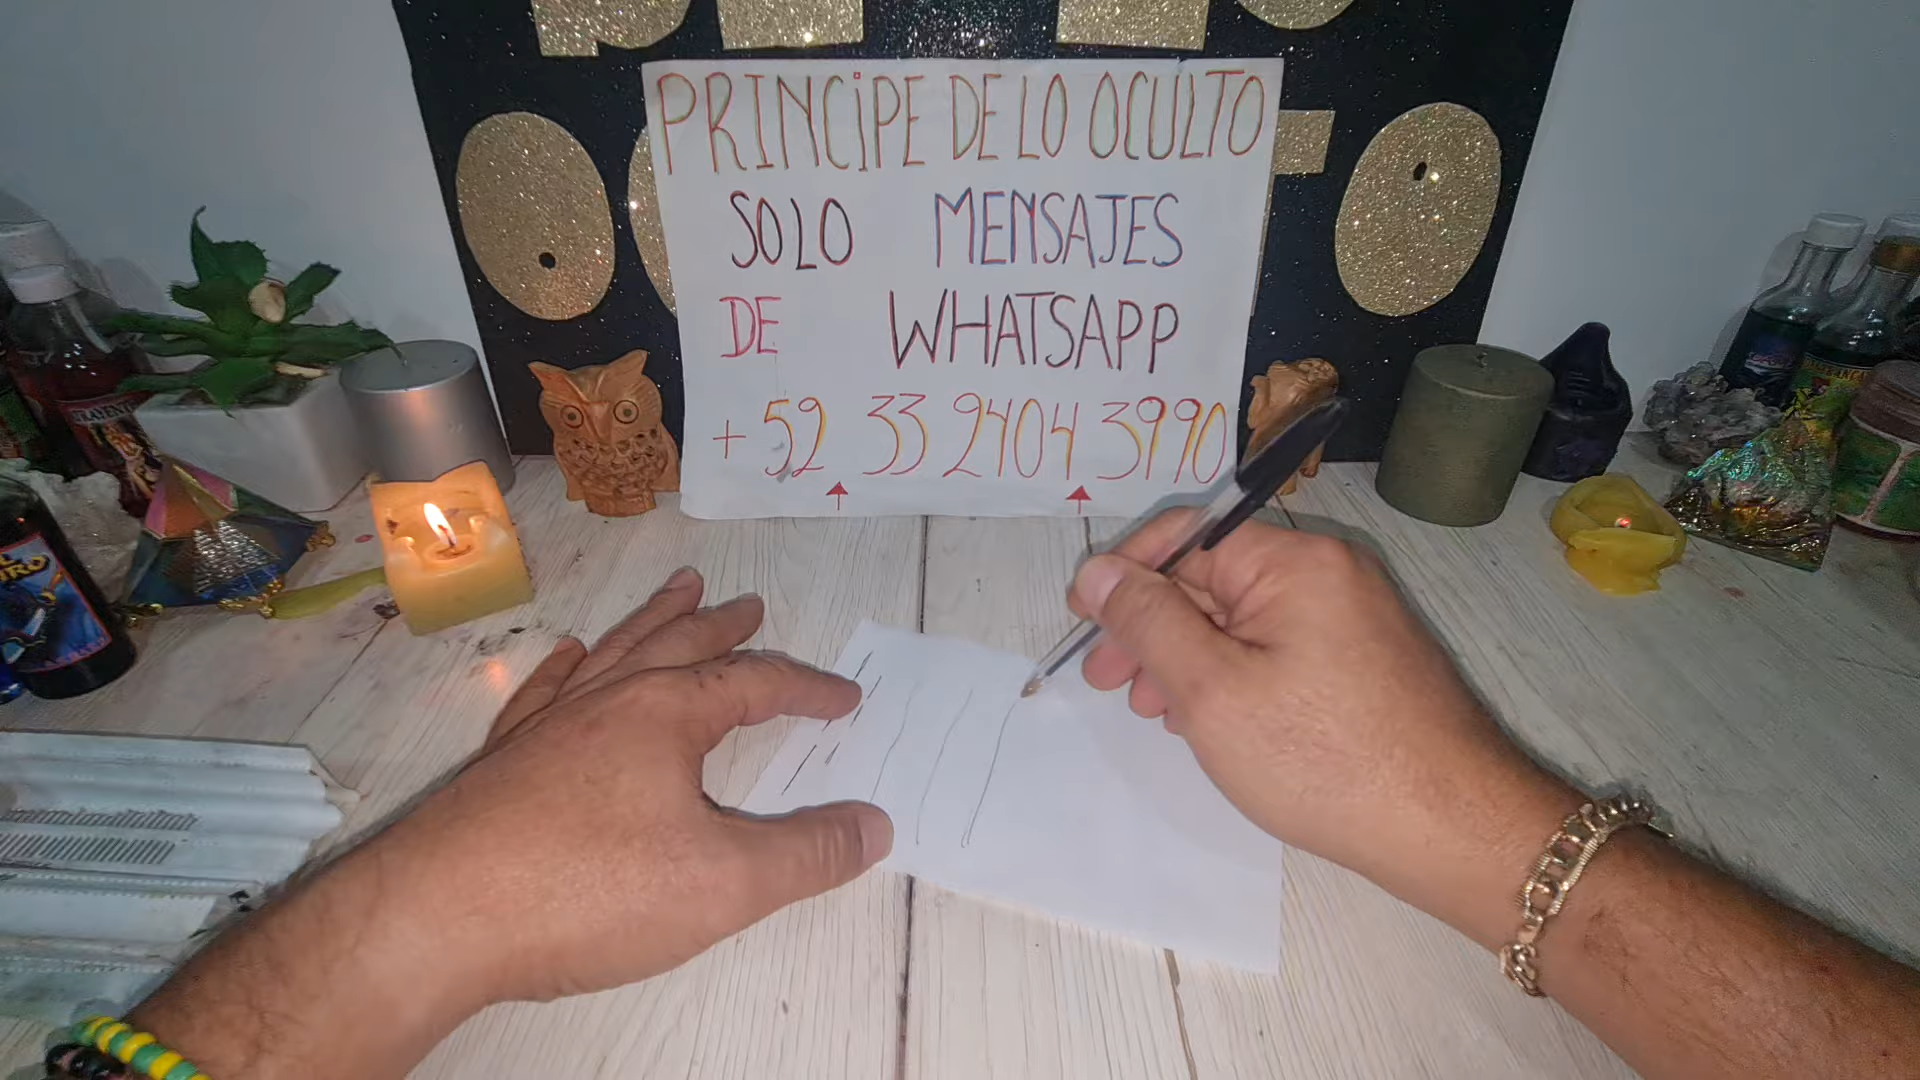 PRINCiPE DE LO OCULTO
SOLO MENSAJES
DE WHATSAPP
+52 33 2404 3990